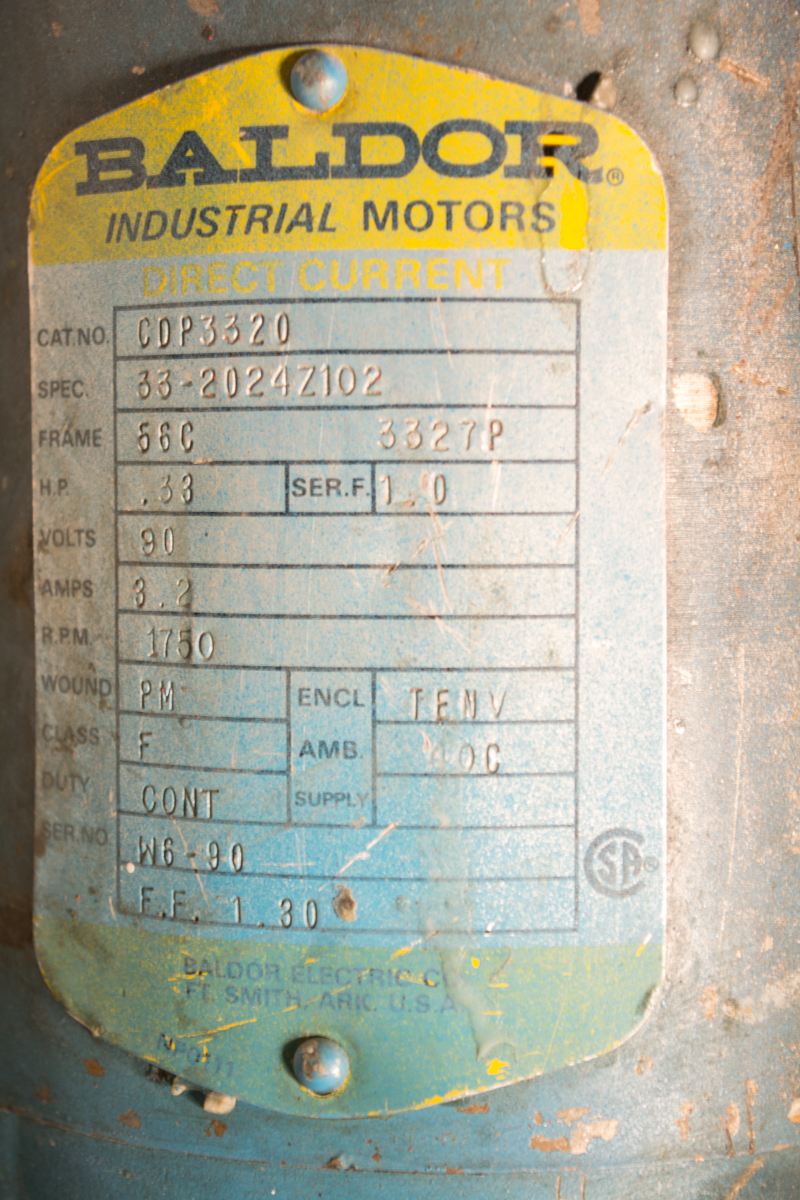 BALDOR®
INDUSTRIAL MOTORS
DIRECT CURRENT
CAT.NO. CDP3320
SPEC. 33-2024Z102
FRAME 56C 3327P
H.P. .33 SER.F. 1.0
VOLTS 90
AMPS 3.2
R.P.M. 1750
WOUND PM ENCL TENV
CLASS F AMB. 40C
DUTY CONT SUPPLY
SER.NO W6-90
F.F. 1.30
SA®
BALDOR ELECTRIC CO
FT. SMITH, ARK. U.S.A